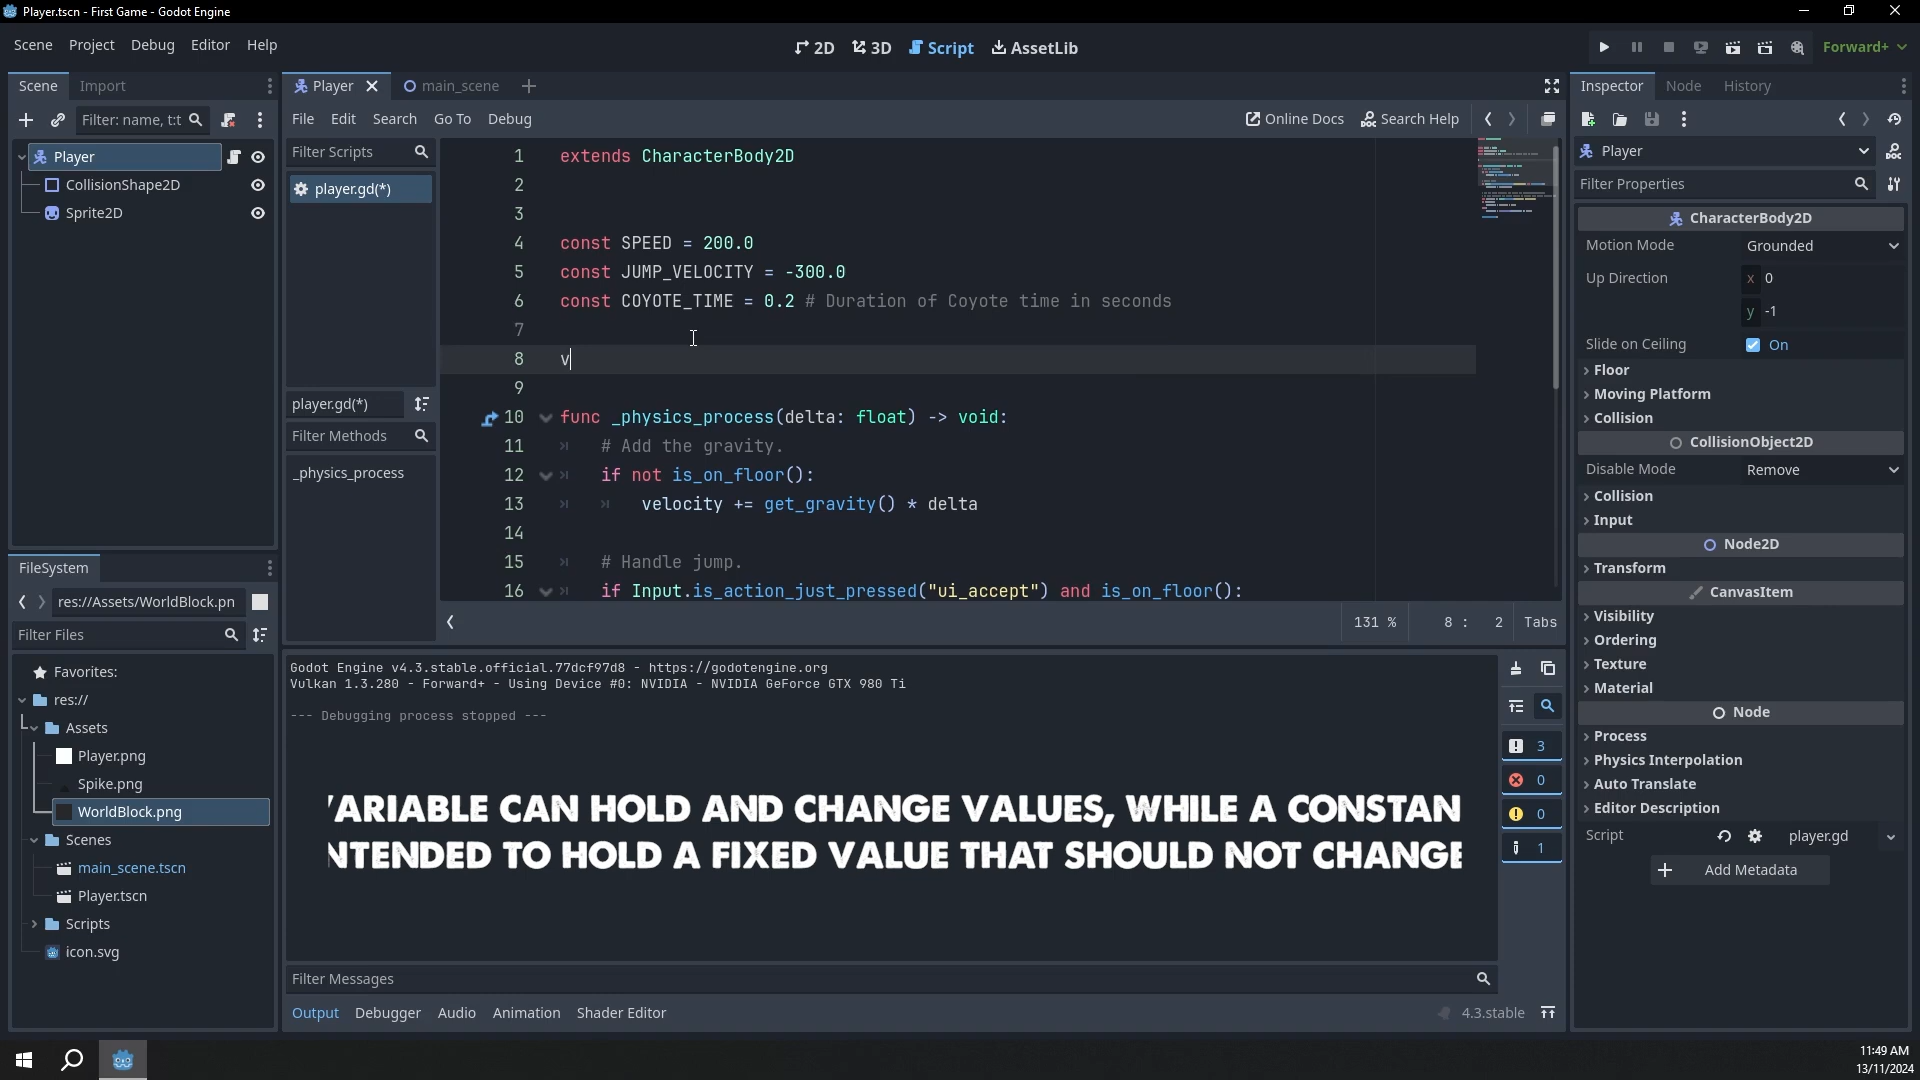 Player.tscn - First Game - Godot Engine
Scene Project Debug Editor Help
2D 3D Script AssetLib
Forward+
Scene Import
Filter: name, t:t
Player
CollisionShape2D
Sprite2D
FileSystem
res://Assets/WorldBlock.pn
Filter Files
Favorites:
res://
Assets
Player.png
Spike.png
WorldBlock.png
Scenes
main_scene.tscn
Player.tscn
Scripts
icon.svg
Player main_scene
File Edit Search Go To Debug
Online Docs Search Help
Filter Scripts
player.gd(*)
player.gd(*)
Filter Methods
_physics_process
1 extends CharacterBody2D
2
3
4 const SPEED = 200.0
5 const JUMP_VELOCITY = -300.0
6 const COYOTE_TIME = 0.2 # Duration of Coyote time in seconds
7
8 v
9
10 func _physics_process(delta: float) -> void:
11 # Add the gravity.
12 if not is_on_floor():
13 velocity += get_gravity() * delta
14
15 # Handle jump.
16 if Input.is_action_just_pressed("ui_accept") and is_on_floor():
131 % 8 : 2 Tabs
Godot Engine v4.3.stable.official.77dcf97d8 - https://godotengine.org
Vulkan 1.3.280 - Forward+ - Using Device #0: NVIDIA - NVIDIA GeForce GTX 980 Ti
--- Debugging process stopped ---
VARIABLE CAN HOLD AND CHANGE VALUES, WHILE A CONSTAN
NTENDED TO HOLD A FIXED VALUE THAT SHOULD NOT CHANGE
3
0
0
1
Filter Messages
Output Debugger Audio Animation Shader Editor
4.3.stable
Inspector Node History
Player
Filter Properties
CharacterBody2D
Motion Mode Grounded
Up Direction x 0
y -1
Slide on Ceiling On
Floor
Moving Platform
Collision
CollisionObject2D
Disable Mode Remove
Collision
Input
Node2D
Transform
CanvasItem
Visibility
Ordering
Texture
Material
Node
Process
Physics Interpolation
Auto Translate
Editor Description
Script player.gd
Add Metadata
11:49 AM
13/11/2024